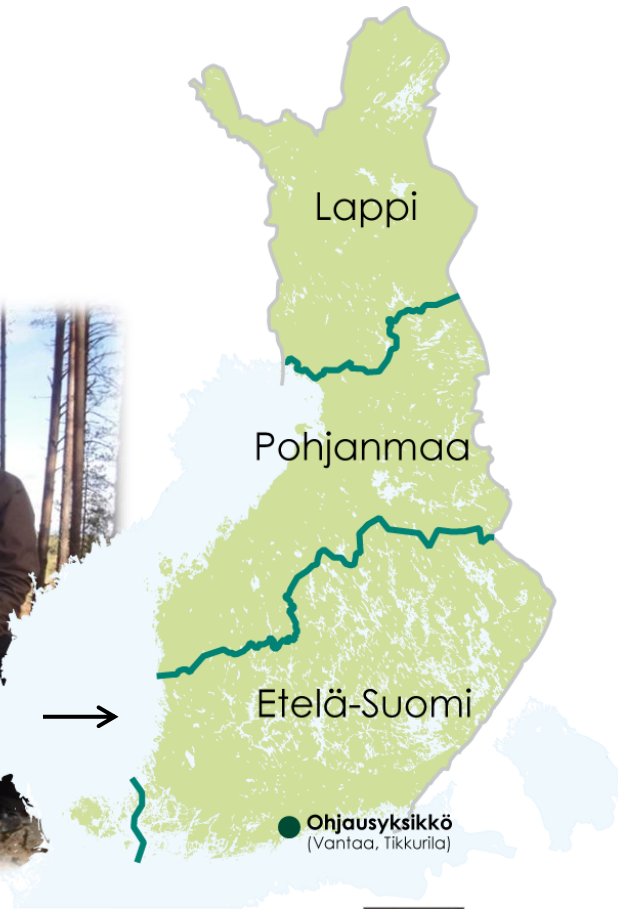 Lappi
Pohjanmaa
Etelä-Suomi
Ohjausyksikkö
(Vantaa, Tikkurila)